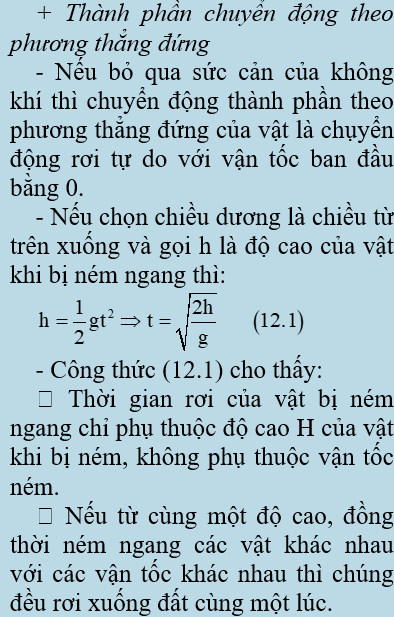 + Thành phần chuyển động theo
phương thẳng đứng
- Nếu bỏ qua sức cản của không
khí thì chuyển động thành phần theo
phương thẳng đứng của vật là chụyển
động rơi tự do với vận tốc ban đầu
bằng 0.
- Nếu chọn chiều dương là chiều từ
trên xuống và gọi h là độ cao của vật
khi bị ném ngang thì:
h = \frac{1}{2}gt² ⇒ t = \sqrt{\frac{2h}{g}} (12.1)
- Công thức (12.1) cho thấy:
□ Thời gian rơi của vật bị ném
ngang chỉ phụ thuộc độ cao H của vật
khi bị ném, không phụ thuộc vận tốc
ném.
□ Nếu từ cùng một độ cao, đồng
thời ném ngang các vật khác nhau
với các vận tốc khác nhau thì chúng
đều rơi xuống đất cùng một lúc.